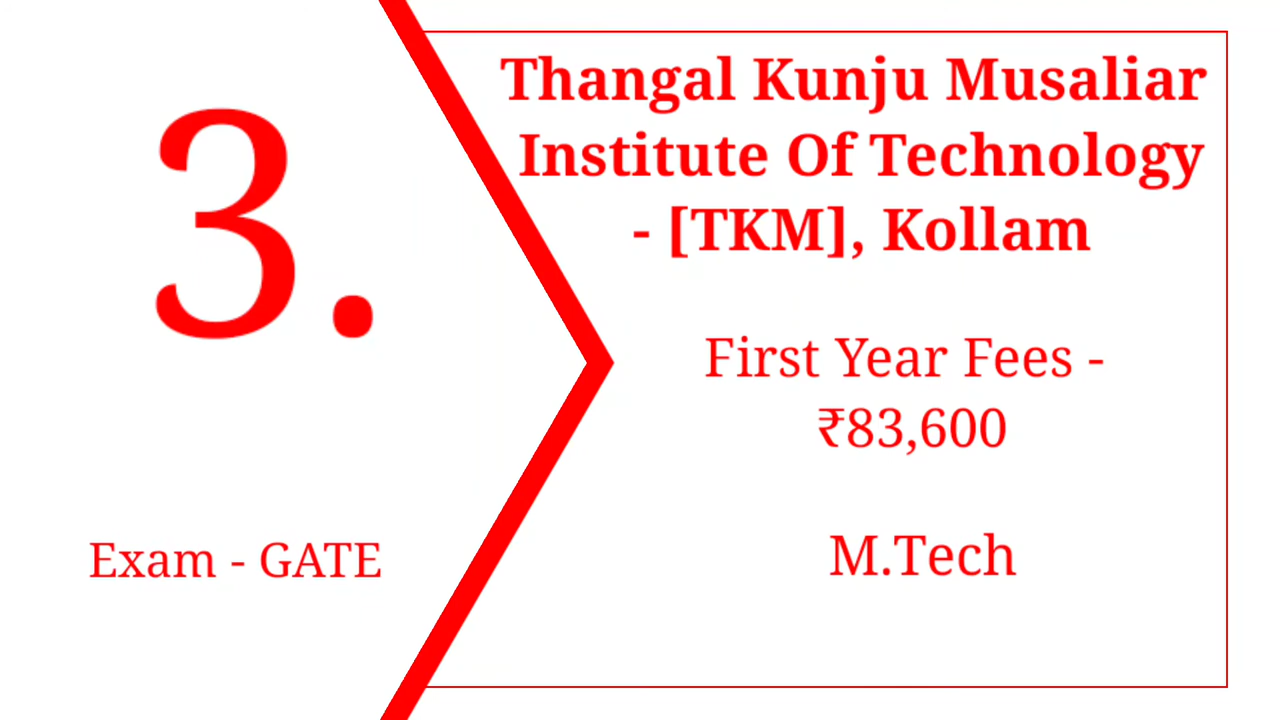 3.
Exam - GATE
Thangal Kunju Musaliar
Institute Of Technology
- [TKM], Kollam
First Year Fees -
₹83,600
M.Tech